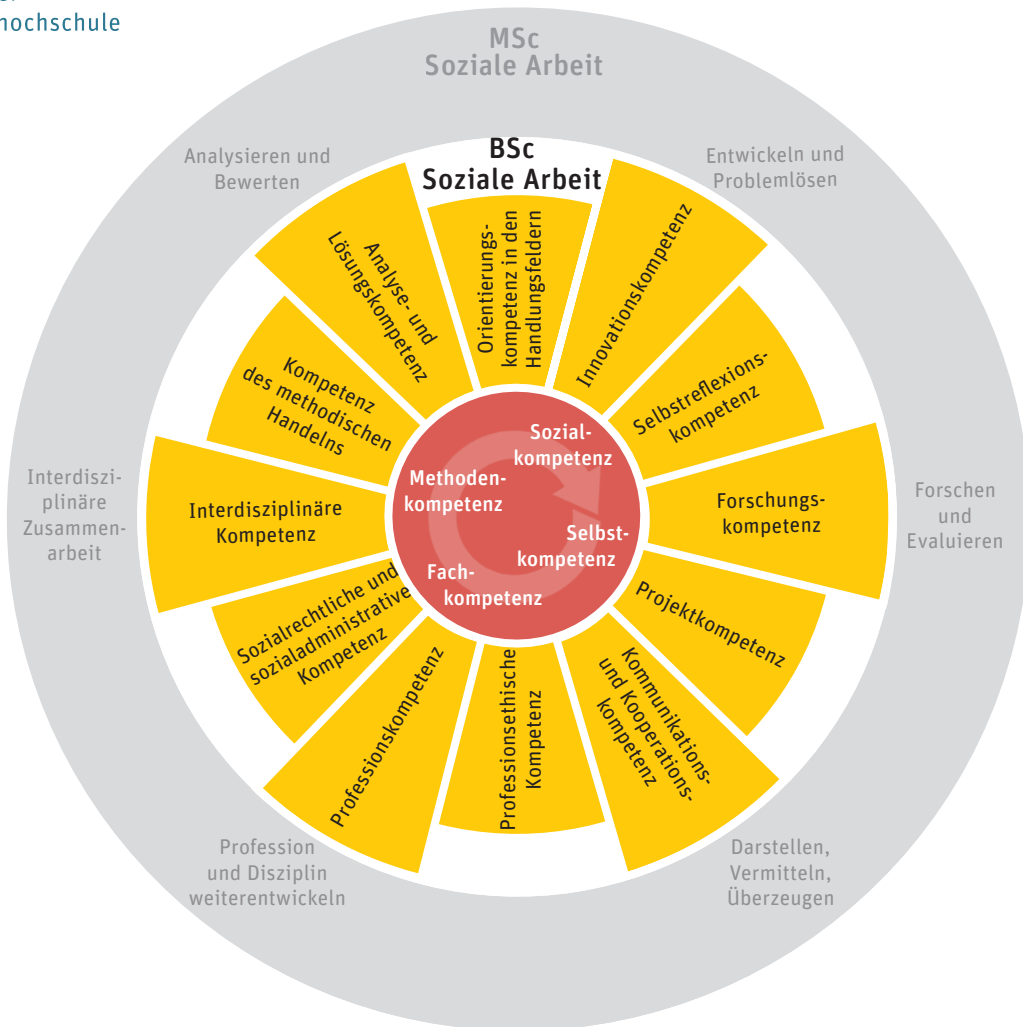 hochschule
MSc
Soziale Arbeit
Analysieren und
Bewerten
Entwickeln und
Problemlösen
BSc
Soziale Arbeit
Orientierungs-
kompetenz in den
Handlungsfeldern
Innovationskompetenz
Selbstreflexions-
kompetenz
Forschungs-
kompetenz
Projektkompetenz
Kommunikations-
und Kooperations-
kompetenz
Professionsethische
Kompetenz
Professionskompetenz
Sozialrechtliche und
sozialadministrative
Kompetenz
Interdisziplinäre
Kompetenz
Kompetenz
des methodischen
Handelns
Analyse- und
Lösungskompetenz
Sozial-
kompetenz
Methoden-
kompetenz
Selbst-
kompetenz
Fach-
kompetenz
Interdiszi-
plinäre
Zusammen-
arbeit
Forschen
und
Evaluieren
Profession
und Disziplin
weiterentwickeln
Darstellen,
Vermitteln,
Überzeugen